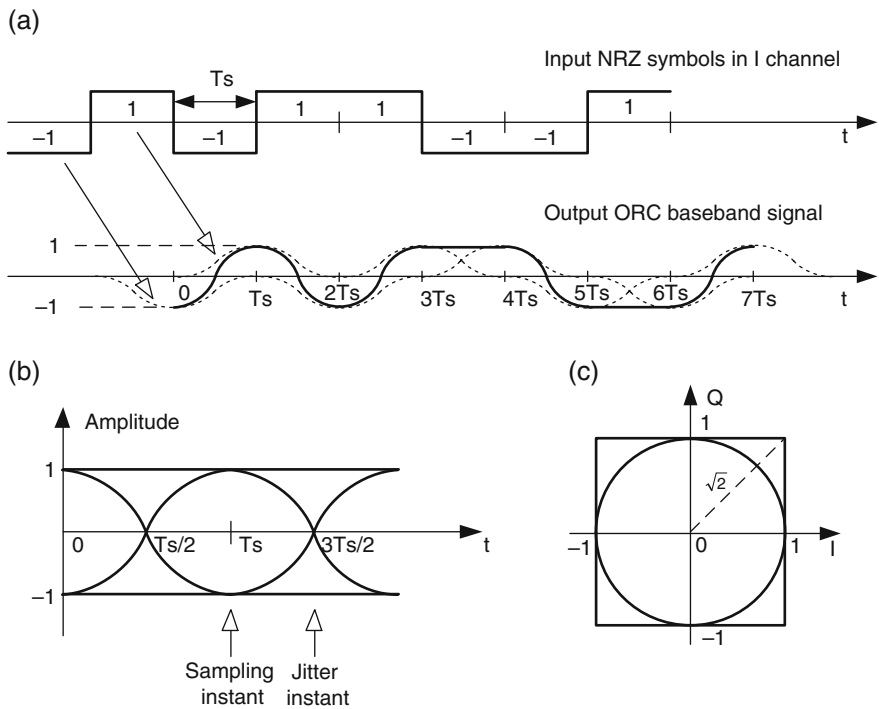 (a)
Input NRZ symbols in I channel
Ts
1 1 1 1
–1 –1 –1 –1 t
Output ORC baseband signal
1
0 Ts 2Ts 3Ts 4Ts 5Ts 6Ts 7Ts t
–1
(b)
Amplitude
1
0 Ts/2 Ts 3Ts/2 t
–1
Sampling instant
Jitter instant
(c)
Q
1
√2
–1 0 1 I
–1